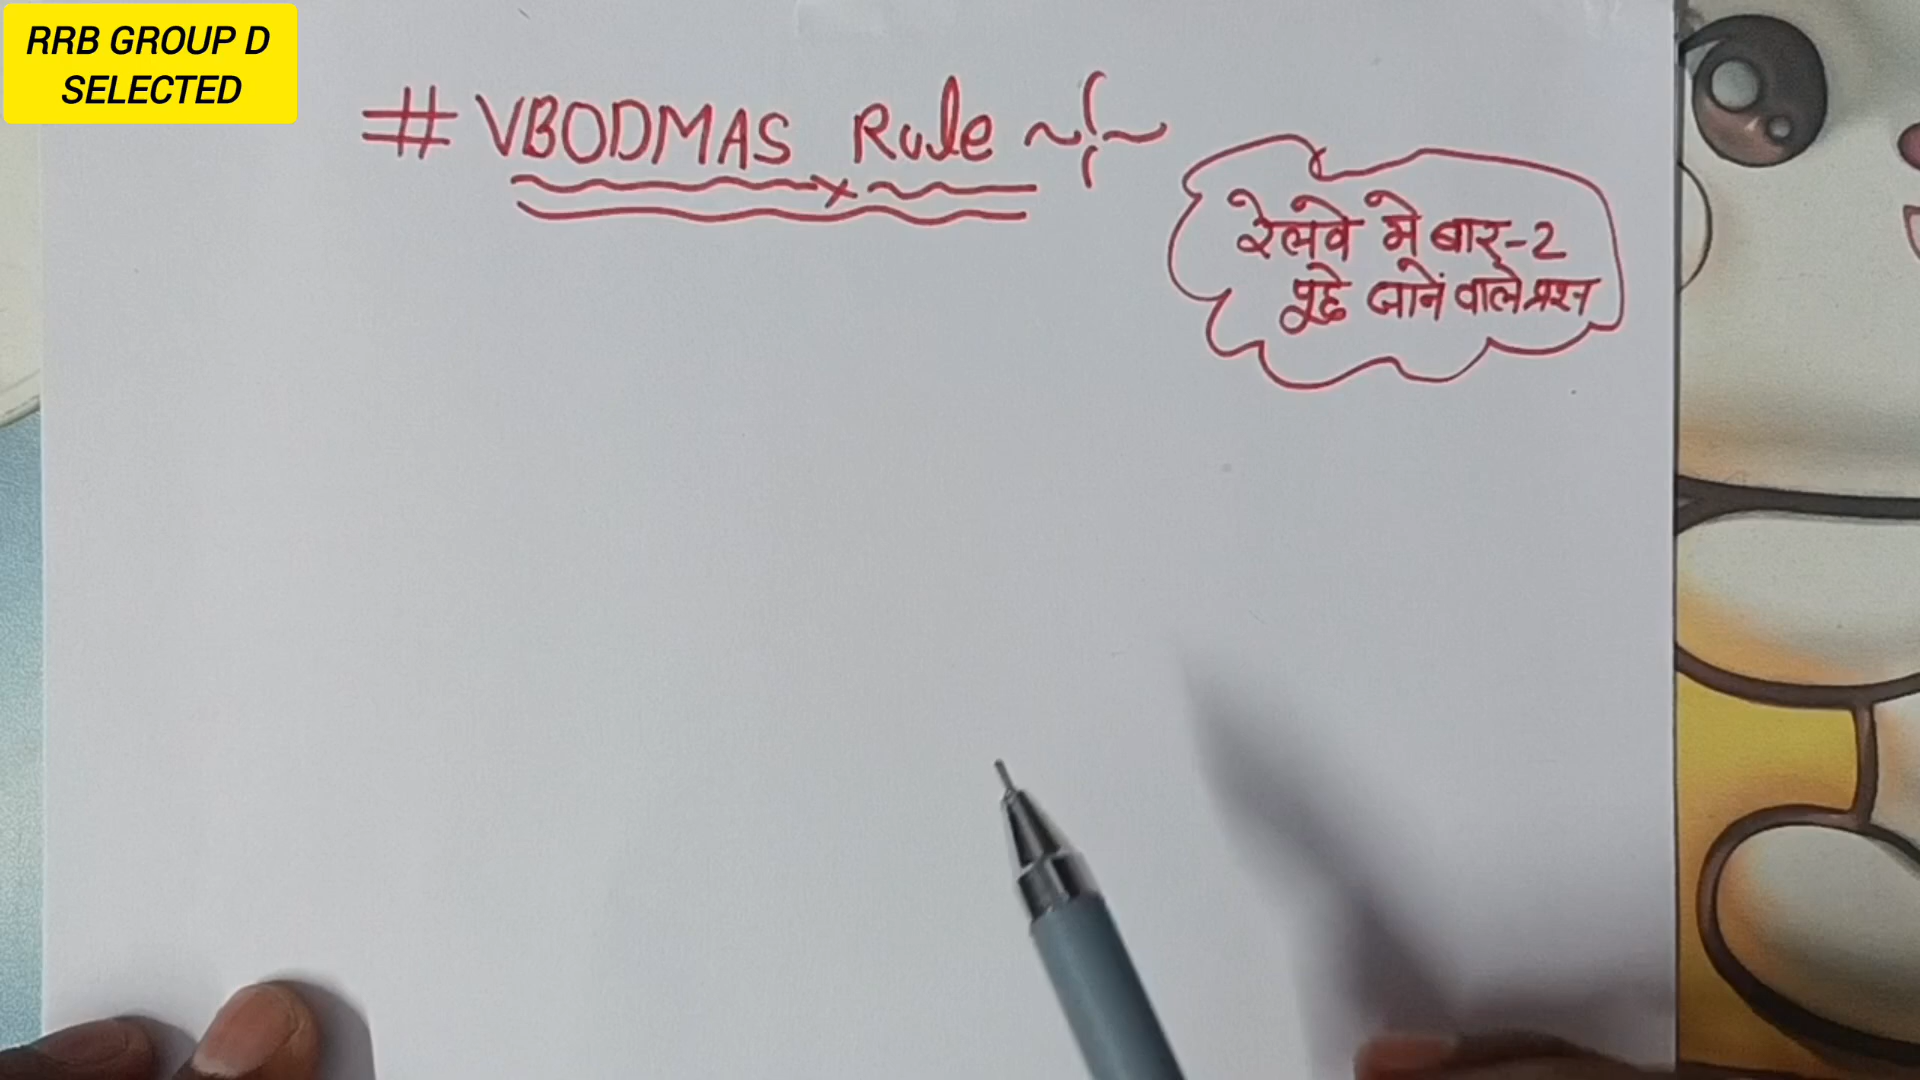 RRB GROUP D
SELECTED
# VBODMAS Rule
रेलवे मे बार-2
पूछे जानें वाले प्रश्न